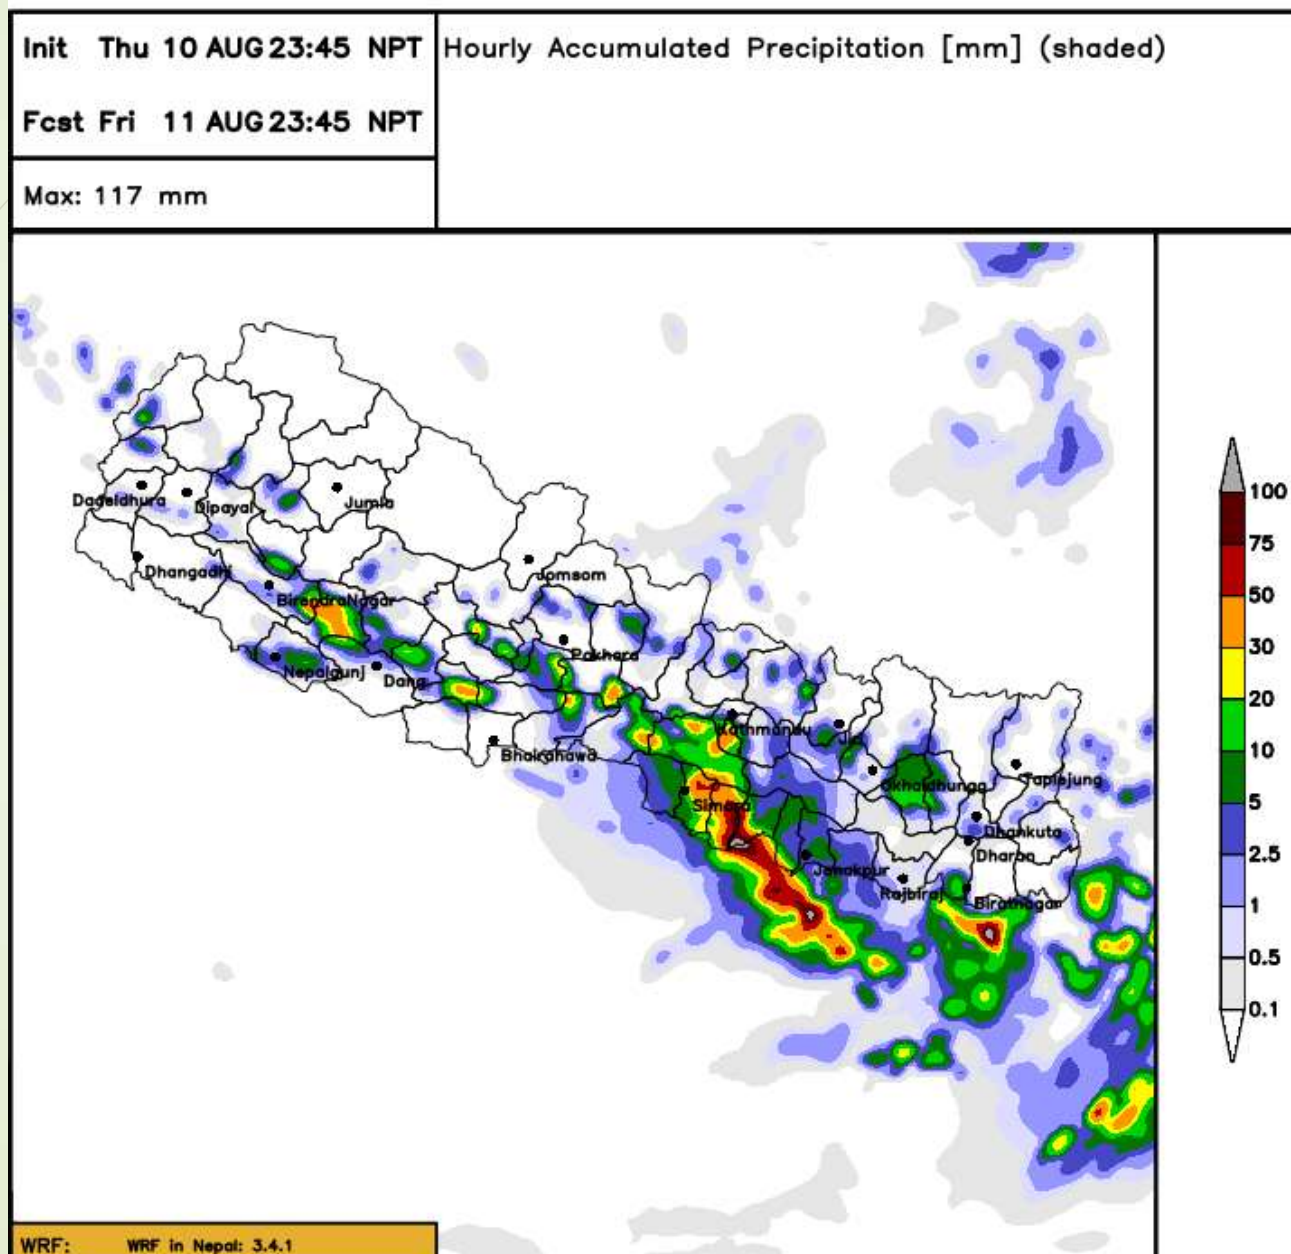 Init Thu 10 AUG 23:45 NPT
Hourly Accumulated Precipitation [mm] (shaded)
Fcst Fri 11 AUG 23:45 NPT
Max: 117 mm
Dadeldhura
Dipayal
Jumla
Dhangadhi
Jomsom
BirendraNagar
Nepalgunj
Dang
Pokhara
Bhairahawa
Kathmandu
Jiri
Simara
Okhaldhunga
Taplejung
Dhankuta
Dharan
Janakpur
Rajbiraj
Biratnagar
100
75
50
30
20
10
5
2.5
1
0.5
0.1
WRF: WRF in Nepal: 3.4.1